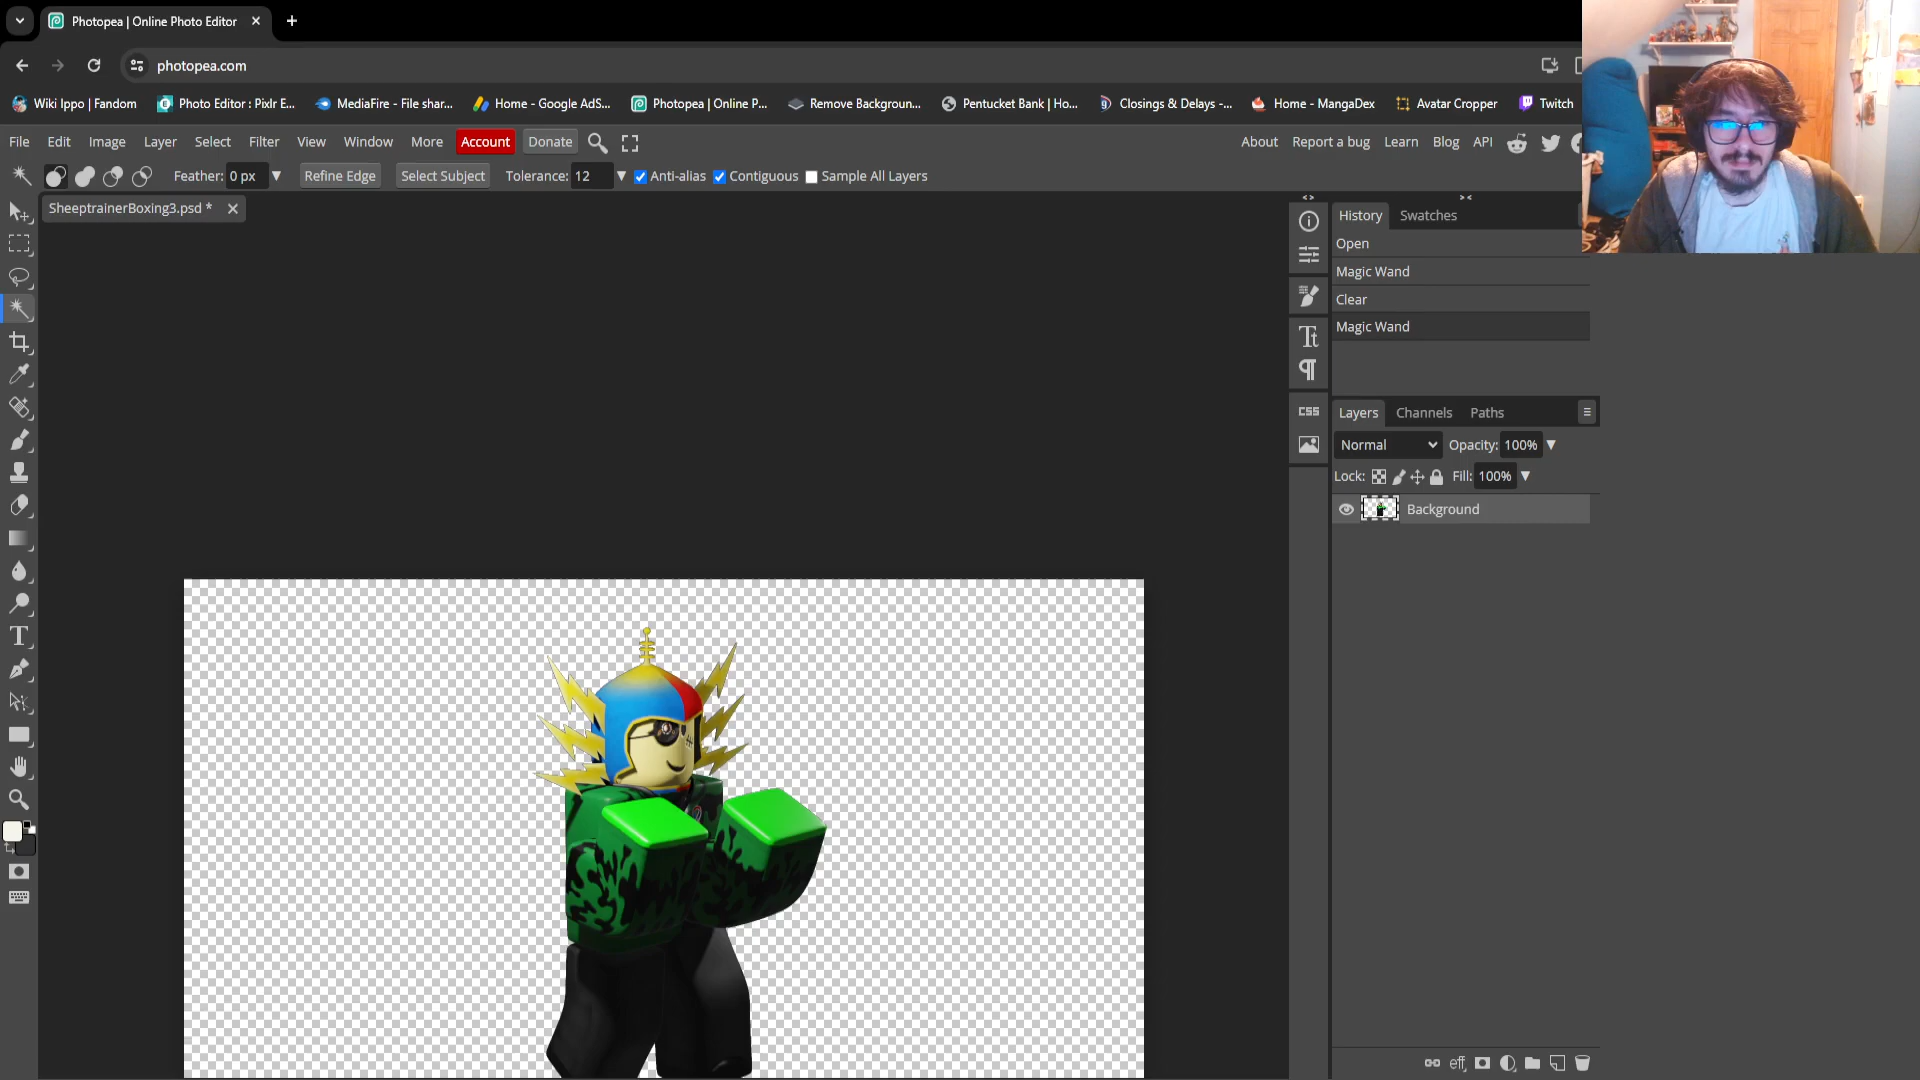 Photopea | Online Photo Editor
photopea.com
Wiki Ippo | Fandom
Photo Editor : Pixlr E...
MediaFire - File shar...
Home - Google AdS...
Photopea | Online P...
Remove Backgroun...
Pentucket Bank | Ho...
Closings & Delays -...
Home - MangaDex
Avatar Cropper
Twitch
File Edit Image Layer Select Filter View Window More Account Donate
About Report a bug Learn Blog API
Feather: 0 px Refine Edge Select Subject Tolerance: 12 Anti-alias Contiguous Sample All Layers
SheeptrainerBoxing3.psd *
History Swatches
Open
Magic Wand
Clear
Magic Wand
CSS
Layers Channels Paths
Normal Opacity: 100%
Lock: Fill: 100%
Background
eff